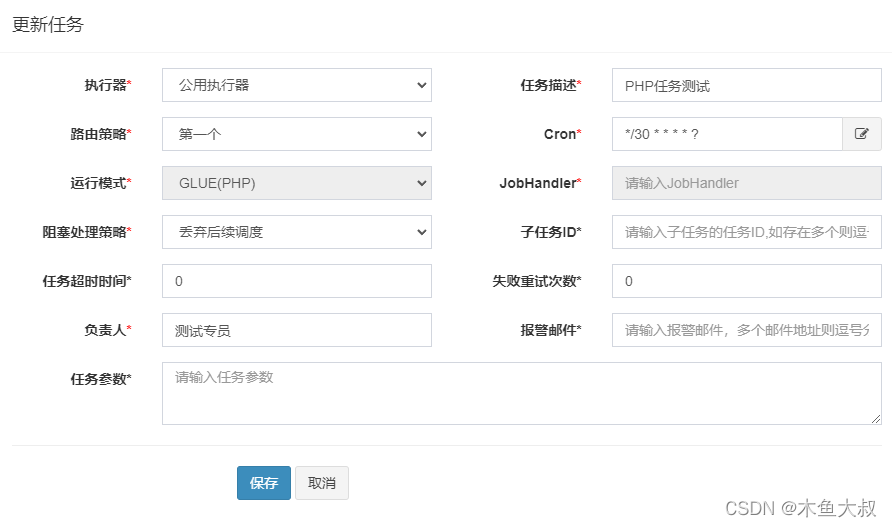 更新任务
执行器* 公用执行器 任务描述* PHP任务测试
路由策略* 第一个 Cron* */30 * * * * ?
运行模式* GLUE(PHP) JobHandler* 请输入JobHandler
阻塞处理策略* 丢弃后续调度 子任务ID* 请输入子任务的任务ID,如存在多个则逗
任务超时时间* 0 失败重试次数* 0
负责人* 测试专员 报警邮件* 请输入报警邮件，多个邮件地址则逗号分
任务参数* 请输入任务参数
保存 取消
CSDN @木鱼大叔